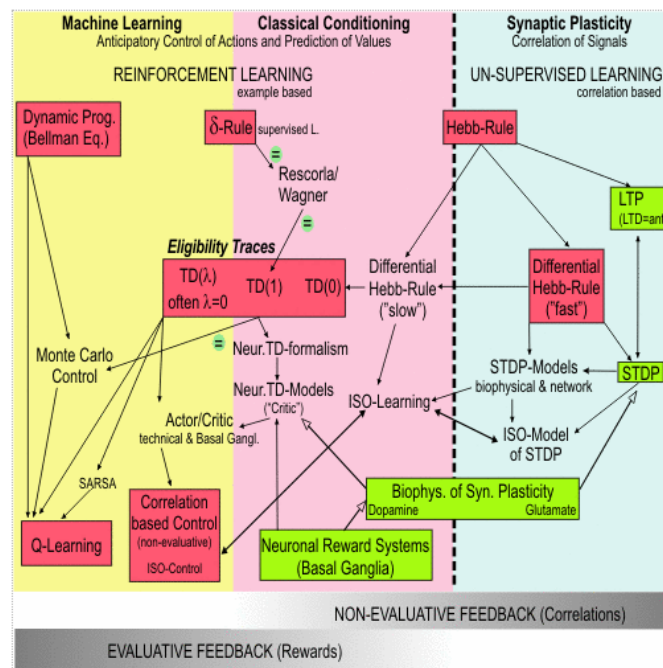 Machine Learning
Anticipatory Control of Actions and Prediction of Values
Classical Conditioning
Synaptic Plasticity
Correlation of Signals
REINFORCEMENT LEARNING
example based
UN-SUPERVISED LEARNING
correlation based
Dynamic Prog.
(Bellman Eq.)
δ-Rule
supervised L.
Hebb-Rule
=
Rescorla/
Wagner
LTP
(LTD=ant
=
Eligibility Traces
TD(λ)
often λ=0
TD(1)
TD(0)
Differential
Hebb-Rule
("slow")
Differential
Hebb-Rule
("fast")
=
Monte Carlo
Control
Neur.TD-formalism
STDP-Models
biophysical & network
STDP
Neur.TD-Models
("Critic")
ISO-Learning
Actor/Critic
technical & Basal Gangl.
ISO-Model
of STDP
SARSA
Correlation
based Control
(non-evaluative)
ISO-Control
Biophys. of Syn. Plasticity
Dopamine
Glutamate
Q-Learning
Neuronal Reward Systems
(Basal Ganglia)
NON-EVALUATIVE FEEDBACK (Correlations)
EVALUATIVE FEEDBACK (Rewards)